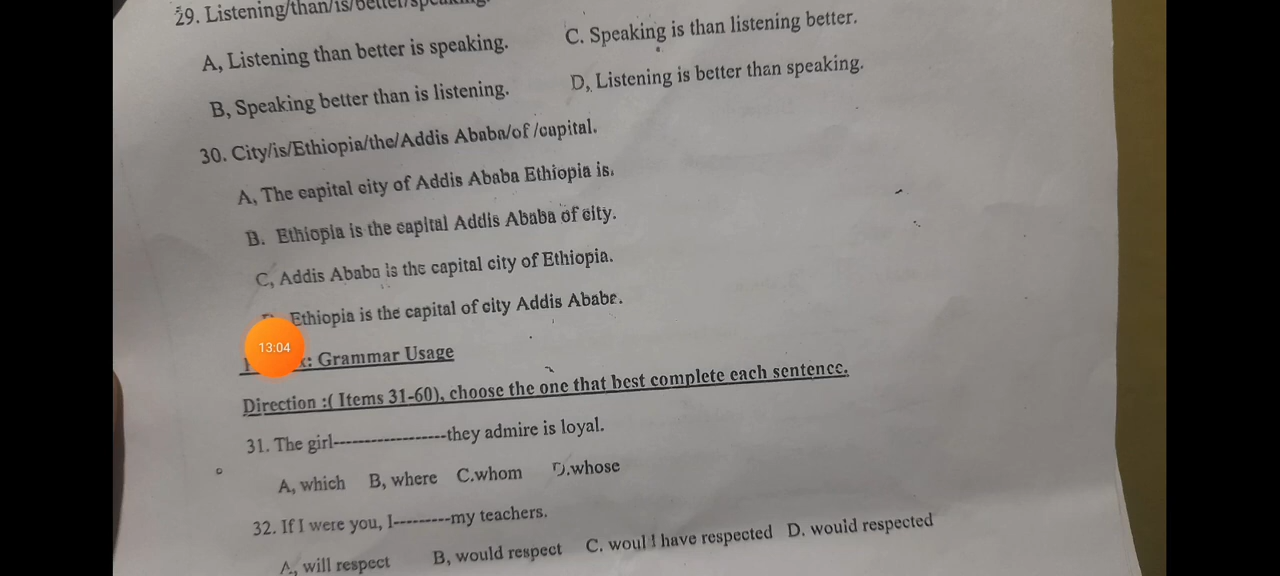 29. Listening/than/is/better/speaking.
A, Listening than better is speaking. C. Speaking is than listening better.
B, Speaking better than is listening. D, Listening is better than speaking.
30. City/is/Ethiopia/the/Addis Ababa/of /capital.
A, The capital city of Addis Ababa Ethiopia is.
B. Ethiopia is the capital Addis Ababa of city.
C, Addis Ababa is the capital city of Ethiopia.
Ethiopia is the capital of city Addis Ababa.
13:04
: Grammar Usage
Direction :( Items 31-60), choose the one that best complete each sentence.
31. The girl------------------they admire is loyal.
A, which B, where C.whom D.whose
32. If I were you, I---------my teachers.
A, will respect B, would respect C. would have respected D. would respected